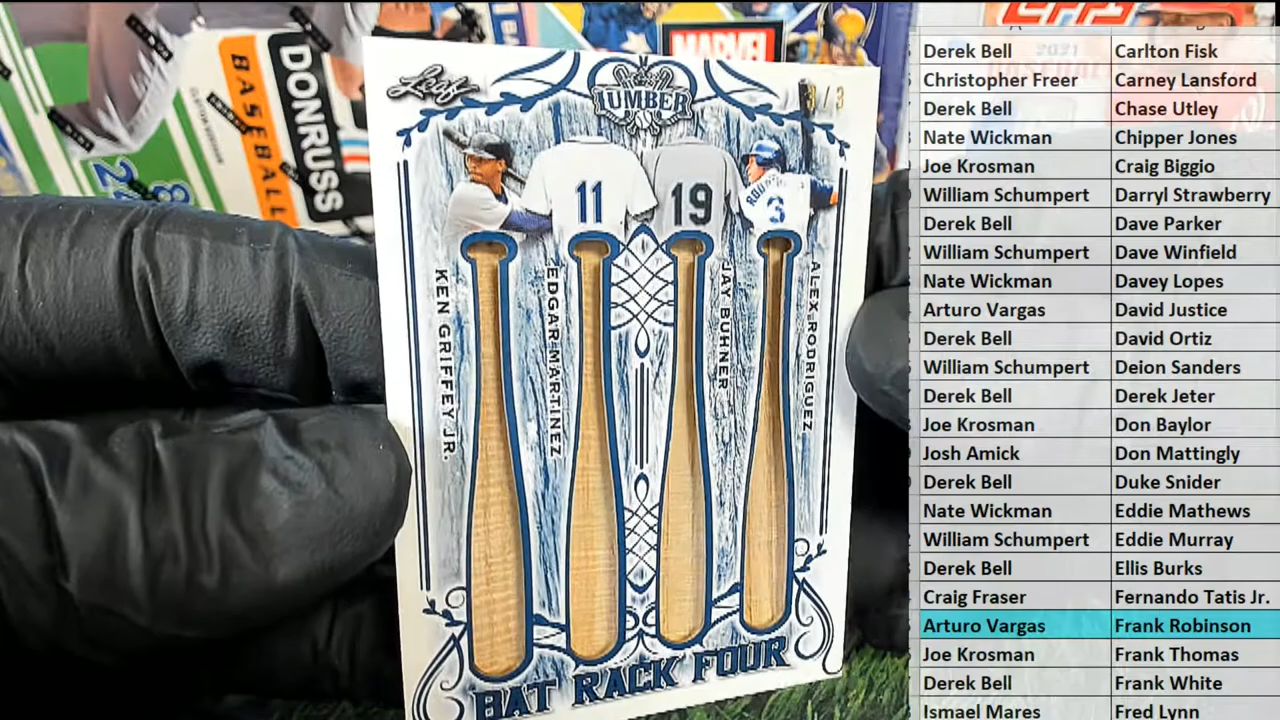 DONRUSS
BASEBALL
MARVEL
Leaf
LUMBER
3/3
11
19
ROD
3
KEN GRIFFEY JR.
EDGAR MARTINEZ
JAY BUHNER
ALEX RODRIGUEZ
BAT RACK FOUR
2021
Derek Bell Carlton Fisk
Christopher Freer Carney Lansford
Derek Bell Chase Utley
Nate Wickman Chipper Jones
Joe Krosman Craig Biggio
William Schumpert Darryl Strawberry
Derek Bell Dave Parker
William Schumpert Dave Winfield
Nate Wickman Davey Lopes
Arturo Vargas David Justice
Derek Bell David Ortiz
William Schumpert Deion Sanders
Derek Bell Derek Jeter
Joe Krosman Don Baylor
Josh Amick Don Mattingly
Derek Bell Duke Snider
Nate Wickman Eddie Mathews
William Schumpert Eddie Murray
Derek Bell Ellis Burks
Craig Fraser Fernando Tatis Jr.
Arturo Vargas Frank Robinson
Joe Krosman Frank Thomas
Derek Bell Frank White
Ismael Mares Fred Lynn